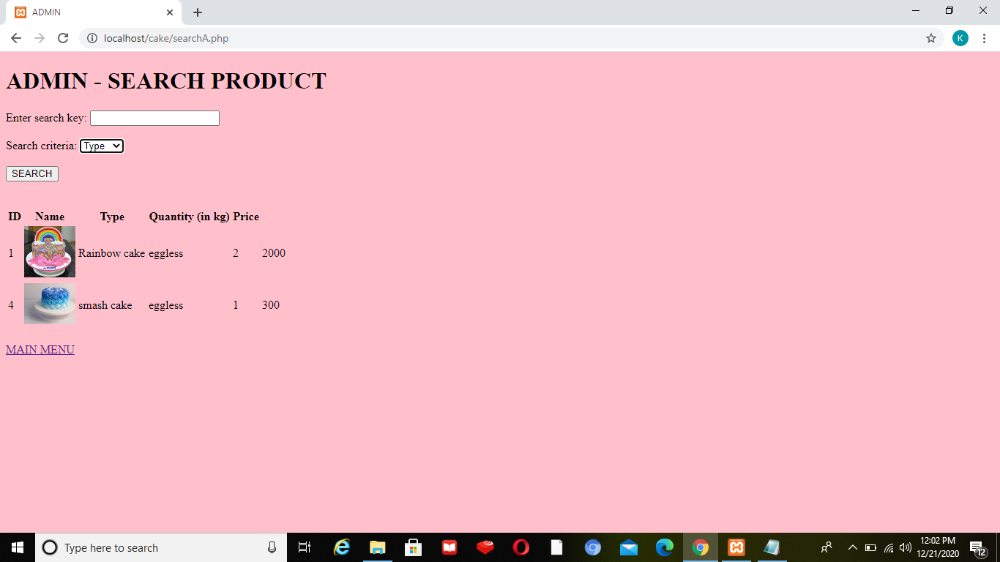 ADMIN
localhost/cake/searchA.php
K
ADMIN - SEARCH PRODUCT
Enter search key:
Search criteria: Type
SEARCH
ID Name Type Quantity (in kg) Price
1 Rainbow cake eggless 2 2000
4 smash cake eggless 1 300
MAIN MENU
Type here to search
12:02 PM
12/21/2020
12